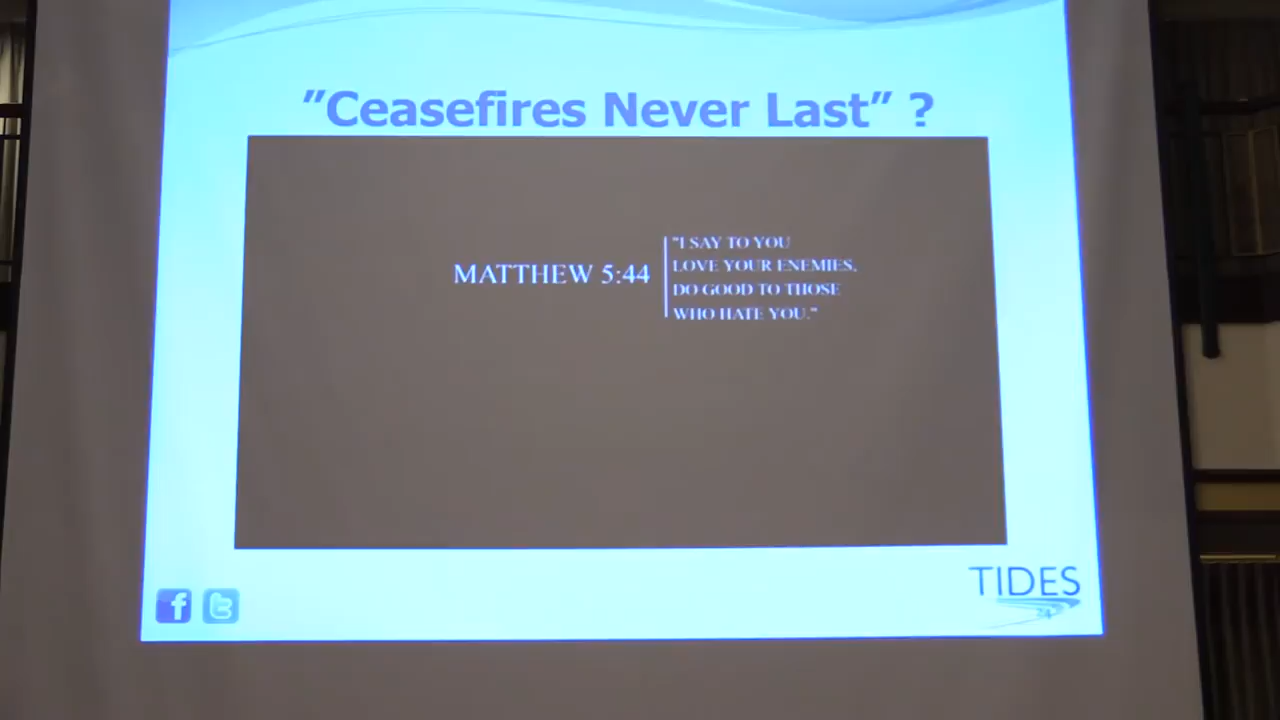 ”Ceasefires Never Last” ?
MATTHEW 5:44
"I SAY TO YOU
LOVE YOUR ENEMIES,
DO GOOD TO THOSE
WHO HATE YOU."
f
t
TIDES